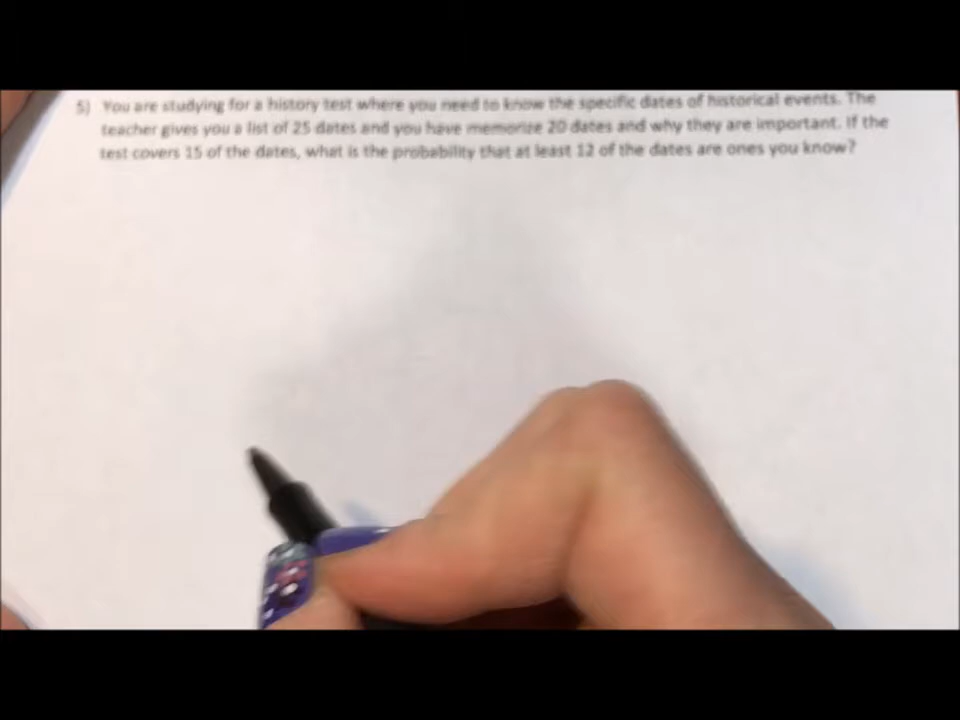 5) You are studying for a history test where you need to know the specific dates of historical events. The
teacher gives you a list of 25 dates and you have memorize 20 dates and why they are important. If the
test covers 15 of the dates, what is the probability that at least 12 of the dates are ones you know?